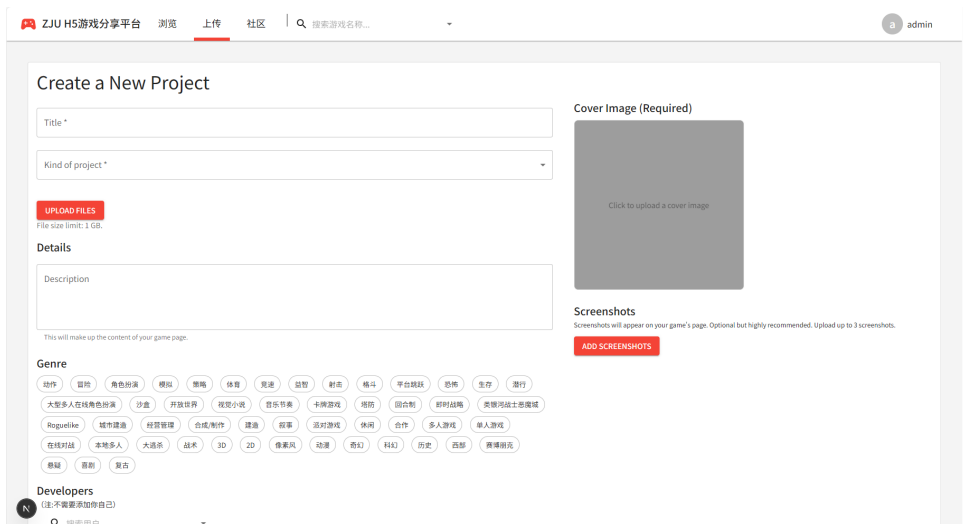 ZJU H5游戏分享平台 浏览 上传 社区 搜索游戏名称... a admin
Create a New Project
Title *
Kind of project *
UPLOAD FILES
File size limit: 1 GB.
Details
Description
This will make up the content of your game page.
Genre
动作 冒险 角色扮演 模拟 策略 体育 竞速 益智 射击 格斗 平台跳跃 恐怖 生存 潜行
大型多人在线角色扮演 沙盒 开放世界 视觉小说 音乐节奏 卡牌游戏 塔防 回合制 即时战略 类银河战士恶魔城
Roguelike 城市建造 经营管理 合成/制作 建造 叙事 派对游戏 休闲 合作 多人游戏 单人游戏
在线对战 本地多人 大逃杀 战术 3D 2D 像素风 动漫 奇幻 科幻 历史 西部 赛博朋克
悬疑 喜剧 复古
Developers
(注:不需要添加你自己)
N
搜索用户
Cover Image (Required)
Click to upload a cover image
Screenshots
Screenshots will appear on your game's page. Optional but highly recommended. Upload up to 3 screenshots.
ADD SCREENSHOTS